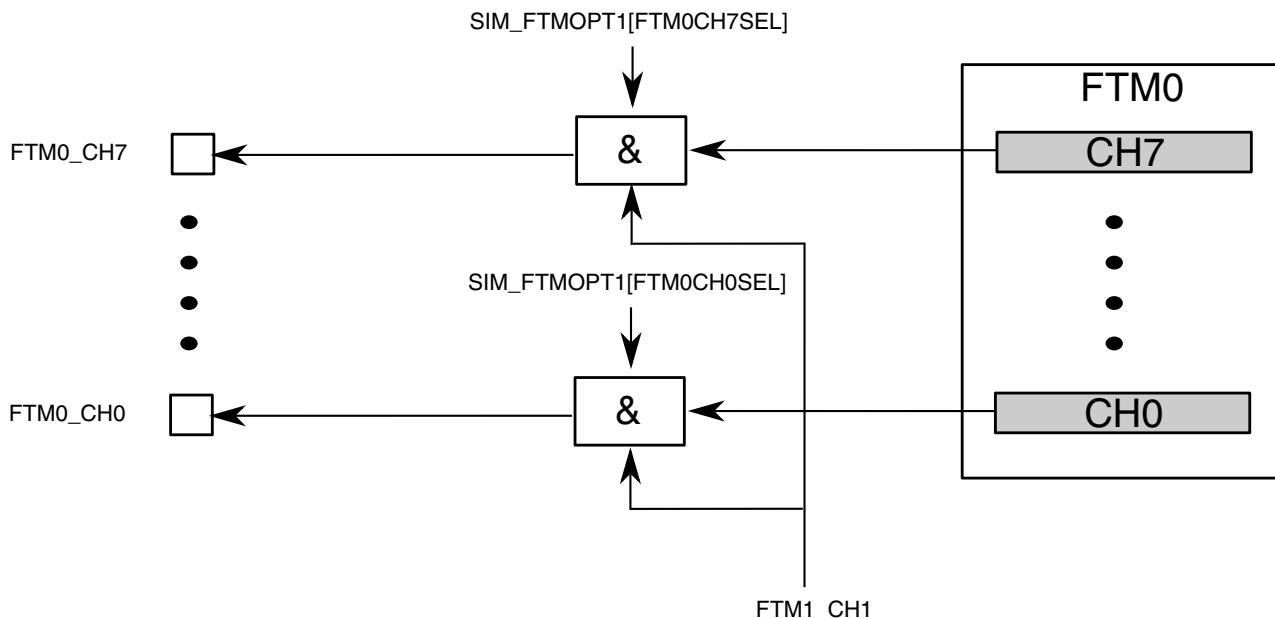 SIM_FTMOPT1[FTM0CH7SEL]
FTM0
FTM0_CH7
&
CH7
SIM_FTMOPT1[FTM0CH0SEL]
FTM0_CH0
&
CH0
FTM1_CH1